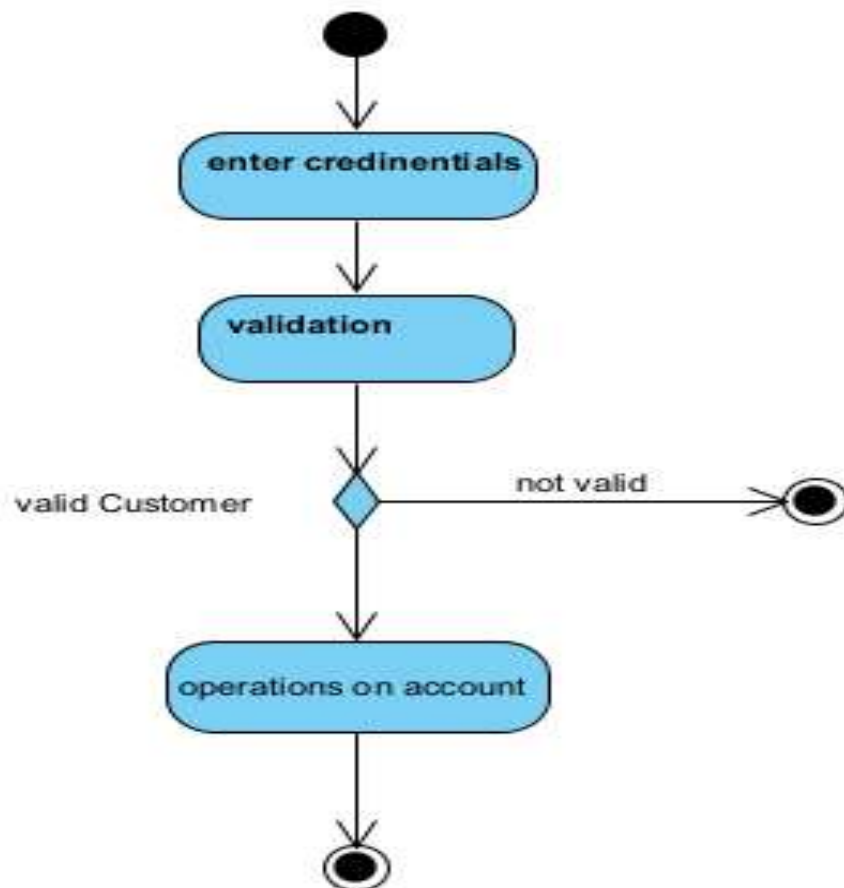 enter credinentials
validation
not valid
valid Customer
operations on account